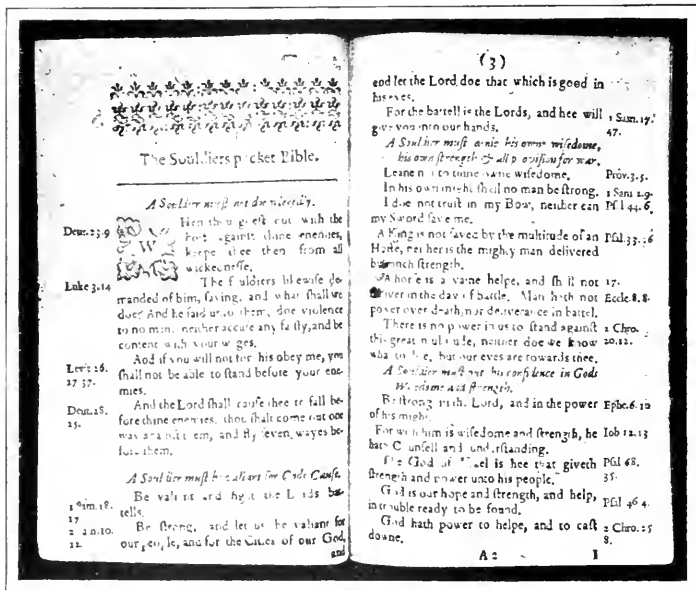 The Souldiers pocket Bible.
A Souldier must not doe wickedly.
Deut. 23.9 WHen thou goest out with the
host against thine enemies,
keepe thee then from all
wickednesse.
Luke 3.14 The souldiers likewise de-
manded of him, saying, and what shall we
doe? And he said unto them, doe violence
to no man, neither accuse any falsly, and be
content with your wages.
Levit. 26. And if you will not for his obey me, you
27 37. shall not be able to stand before your ene-
mies.
Deut. 28. And the Lord shall cause thee to fall be-
25. fore thine enemies, thou shalt come out one
way against them, and fly seven wayes be-
fore them.
A Souldier must be valiant for Gods Cause.
1 Sam. 18. Be valiant and fight the Lords bat-
17 tells.
2 Sam. 10. Be strong, and let us be valiant for
12. our people, and for the Cities of our God,
and
(3)
end let the Lord doe that which is good in
his eyes.
For the battell is the Lords, and hee will 1 Sam. 17.
give you into our hands. 47.
A Souldier must denie his owne wisedome,
his own strength & all provision for war.
Leane not to thine owne wisedome, Prov. 3.5.
In his own might shall no man be strong. 1 Sam 2.9.
I doe not trust in my Bow, neither can Psal 44.6,
my Sword save me.
A King is not saved by the multitude of an Psal. 33.16
Hoste, neither is the mighty man delivered
by much strength.
A horse is a vaine helpe, and shall not 17.
deliver in the day of battle. Man hath not Eccle. 8.8.
power over death, nor deliverance in battel.
There is no power in us to stand against 2 Chro.
this great multitude, neither doe we know 20.12.
what to doe, but our eyes are towards thee.
A Souldier must put his confidence in Gods
Wisedome and strength.
Be strong in the Lord, and in the power Ephe. 6.10
of his might.
For with him is wisedome and strength, he Iob 12.13
hath Counsell and understanding.
The God of Israel is hee that giveth Psal 68.
strength and power unto his people. 35.
God is our hope and strength, and help,
in trouble ready to be found. Psal 46 4.
God hath power to helpe, and to cast 2 Chro. 25
downe. 8.
A 2 I